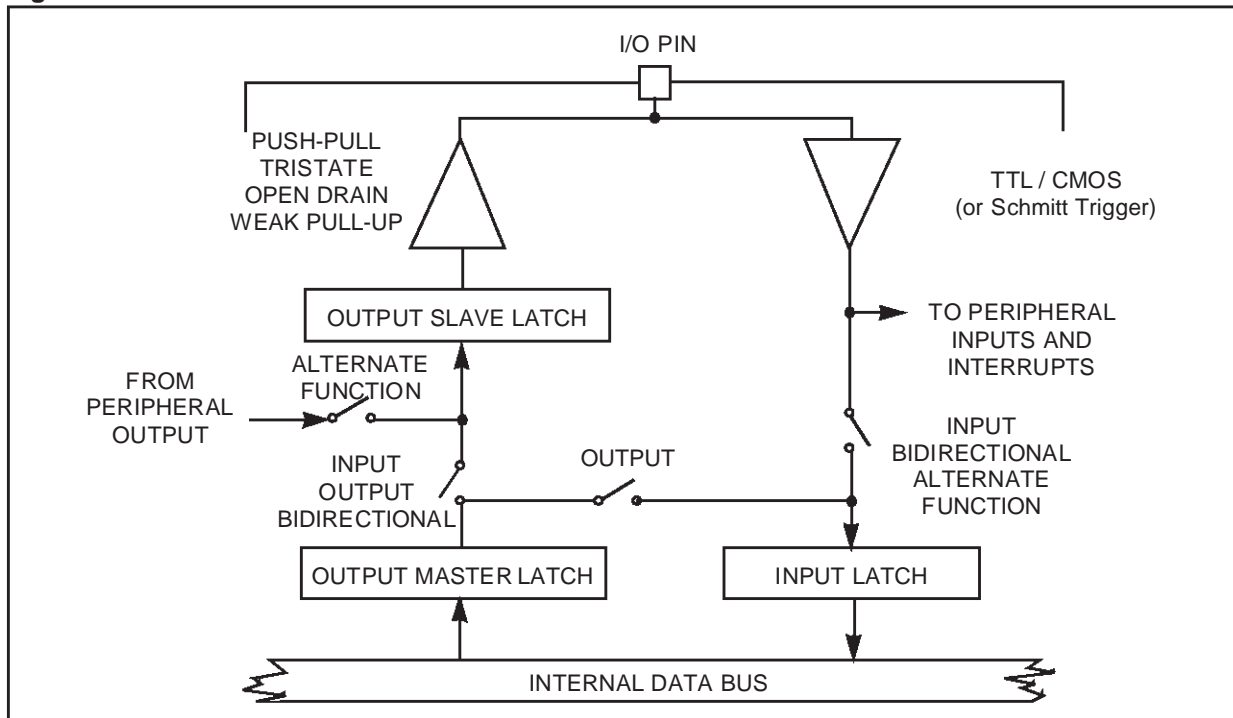 I/O PIN
PUSH-PULL
TRISTATE
OPEN DRAIN
WEAK PULL-UP
TTL / CMOS
(or Schmitt Trigger)
OUTPUT SLAVE LATCH
TO PERIPHERAL
INPUTS AND
INTERRUPTS
ALTERNATE
FUNCTION
FROM
PERIPHERAL
OUTPUT
INPUT
OUTPUT
BIDIRECTIONAL
OUTPUT
INPUT
BIDIRECTIONAL
ALTERNATE
FUNCTION
OUTPUT MASTER LATCH
INPUT LATCH
INTERNAL DATA BUS